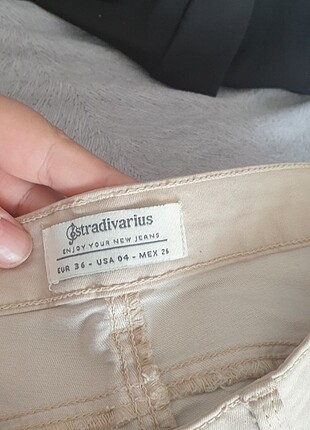 stradivarius
ENJOY YOUR NEW JEANS
EUR 36 - USA 04 - MEX 26